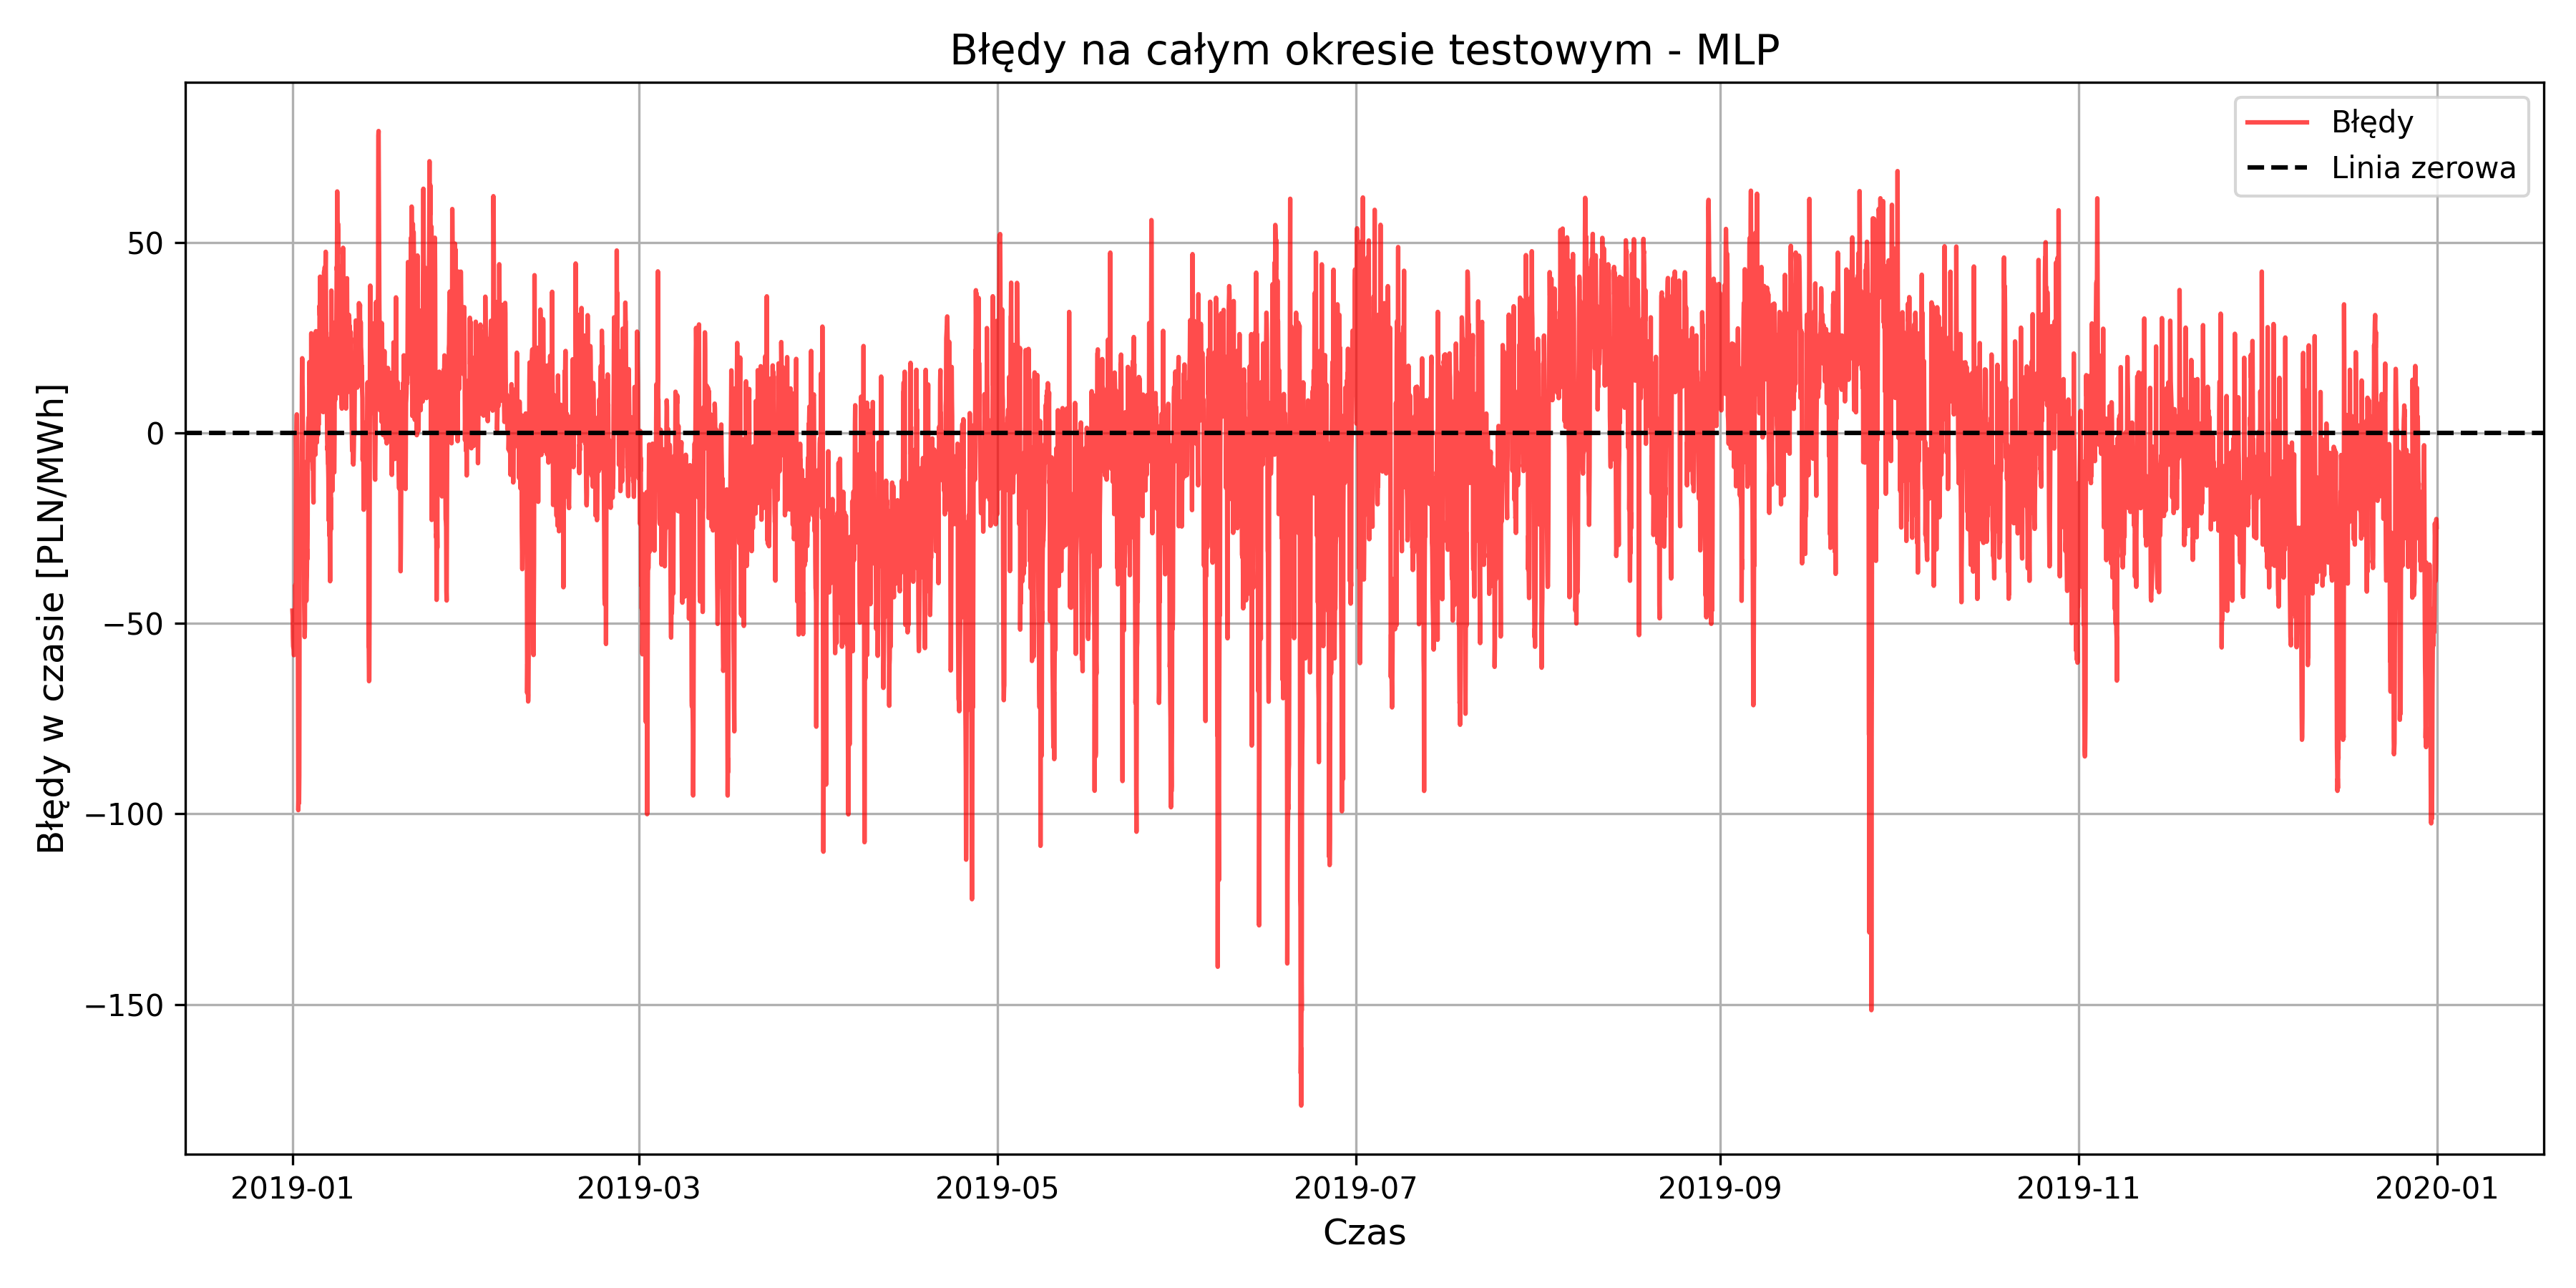 Błędy na całym okresie testowym - MLP
Błędy
Linia zerowa
Błędy w czasie [PLN/MWh]
50
0
−50
−100
−150
2019-01
2019-03
2019-05
2019-07
2019-09
2019-11
2020-01
Czas